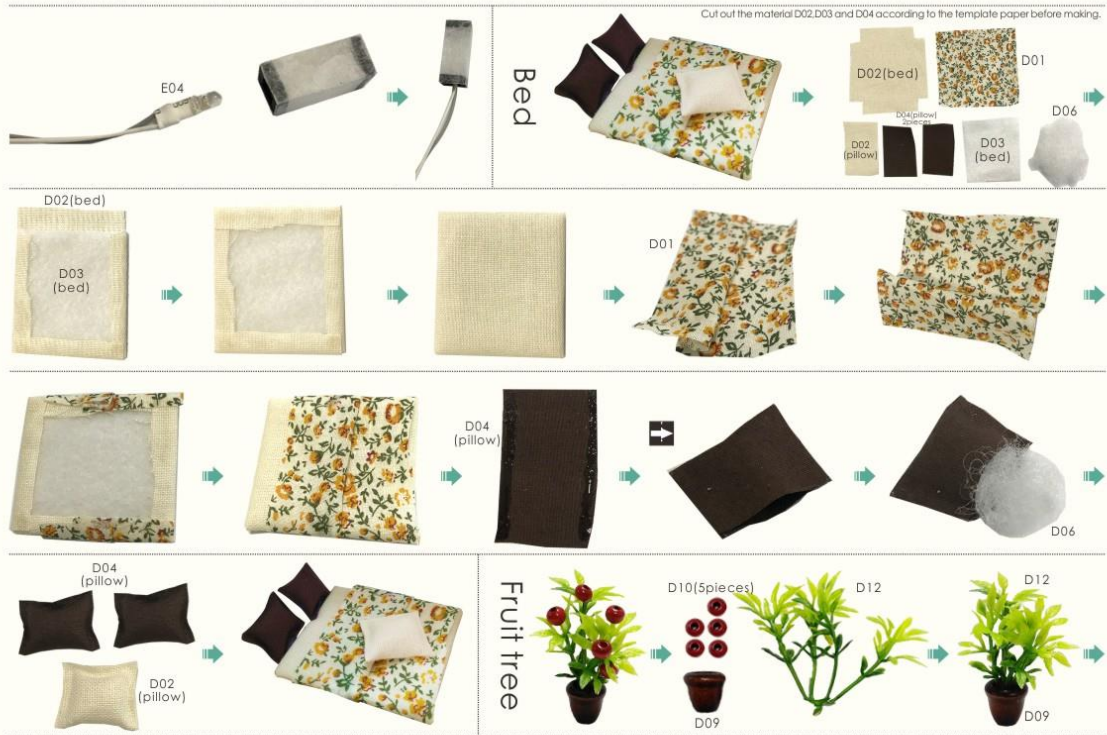 Cut out the material D02,D03 and D04 according to the template paper before making.
E04
Bed
D02(bed)
D01
D04(pillow)
2pieces
D02
(pillow)
D03
(bed)
D06
D02(bed)
D03
(bed)
D01
D04
(pillow)
D06
D04
(pillow)
D02
(pillow)
Fruit tree
D10(5pieces)
D09
D12
D12
D09